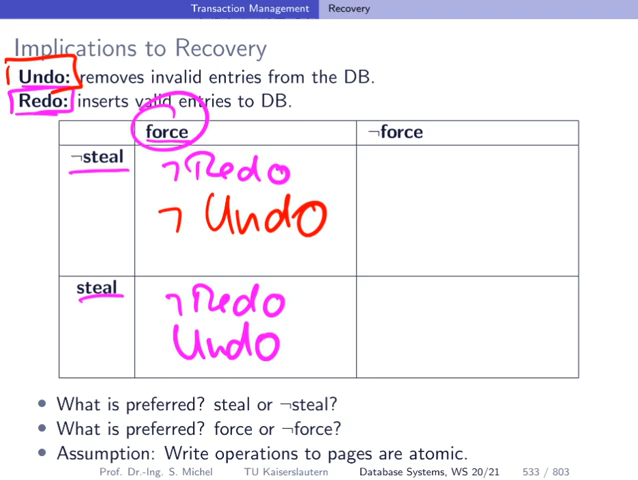 Transaction Management Recovery
Implications to Recovery
Undo: removes invalid entries from the DB.
Redo: inserts valid entries to DB.
force ¬force
¬steal
¬Redo
¬Undo
steal
¬Redo
Undo
• What is preferred? steal or ¬steal?
• What is preferred? force or ¬force?
• Assumption: Write operations to pages are atomic.
Prof. Dr.-Ing. S. Michel TU Kaiserslautern Database Systems, WS 20/21 533 / 803